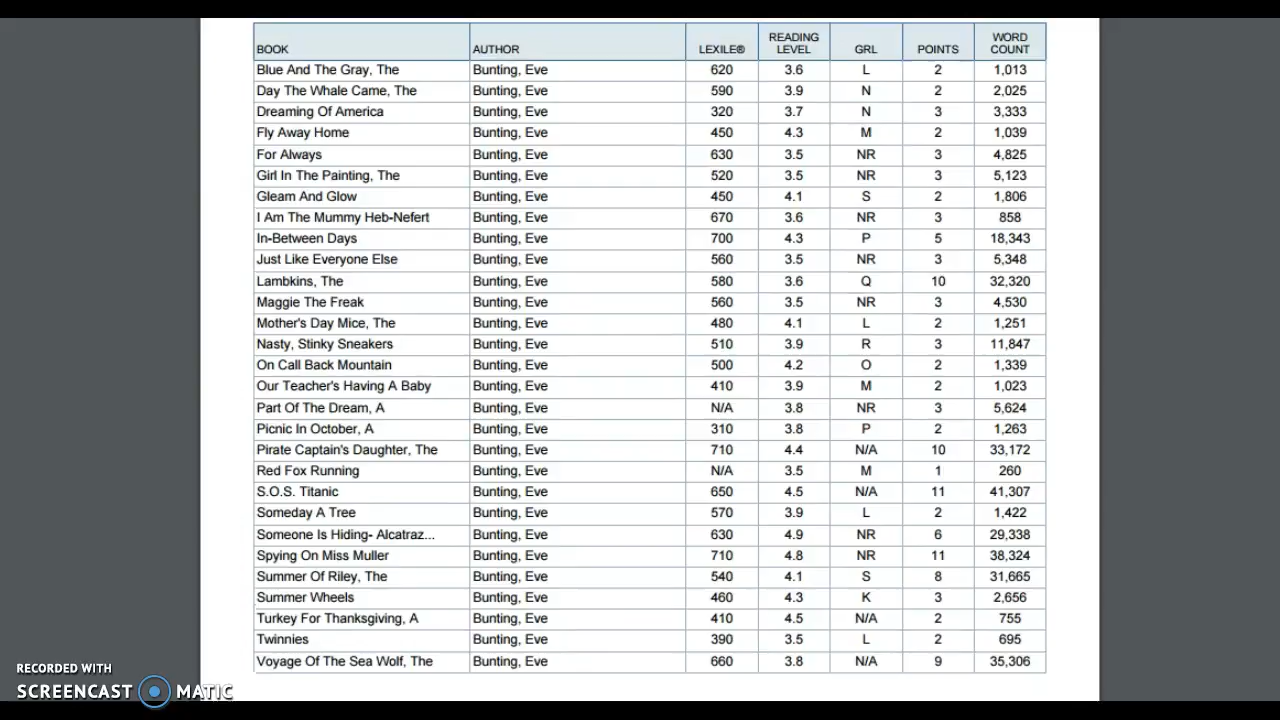 BOOK AUTHOR LEXILE® READING LEVEL GRL POINTS WORD COUNT
Blue And The Gray, The Bunting, Eve 620 3.6 L 2 1,013
Day The Whale Came, The Bunting, Eve 590 3.9 N 2 2,025
Dreaming Of America Bunting, Eve 320 3.7 N 3 3,333
Fly Away Home Bunting, Eve 450 4.3 M 2 1,039
For Always Bunting, Eve 630 3.5 NR 3 4,825
Girl In The Painting, The Bunting, Eve 520 3.5 NR 3 5,123
Gleam And Glow Bunting, Eve 450 4.1 S 2 1,806
I Am The Mummy Heb-Nefert Bunting, Eve 670 3.6 NR 3 858
In-Between Days Bunting, Eve 700 4.3 P 5 18,343
Just Like Everyone Else Bunting, Eve 560 3.5 NR 3 5,348
Lambkins, The Bunting, Eve 580 3.6 Q 10 32,320
Maggie The Freak Bunting, Eve 560 3.5 NR 3 4,530
Mother's Day Mice, The Bunting, Eve 480 4.1 L 2 1,251
Nasty, Stinky Sneakers Bunting, Eve 510 3.9 R 3 11,847
On Call Back Mountain Bunting, Eve 500 4.2 O 2 1,339
Our Teacher's Having A Baby Bunting, Eve 410 3.9 M 2 1,023
Part Of The Dream, A Bunting, Eve N/A 3.8 NR 3 5,624
Picnic In October, A Bunting, Eve 310 3.8 P 2 1,263
Pirate Captain's Daughter, The Bunting, Eve 710 4.4 N/A 10 33,172
Red Fox Running Bunting, Eve N/A 3.5 M 1 260
S.O.S. Titanic Bunting, Eve 650 4.5 N/A 11 41,307
Someday A Tree Bunting, Eve 570 3.9 L 2 1,422
Someone Is Hiding- Alcatraz... Bunting, Eve 630 4.9 NR 6 29,338
Spying On Miss Muller Bunting, Eve 710 4.8 NR 11 38,324
Summer Of Riley, The Bunting, Eve 540 4.1 S 8 31,665
Summer Wheels Bunting, Eve 460 4.3 K 3 2,656
Turkey For Thanksgiving, A Bunting, Eve 410 4.5 N/A 2 755
Twinnies Bunting, Eve 390 3.5 L 2 695
Voyage Of The Sea Wolf, The Bunting, Eve 660 3.8 N/A 9 35,306
RECORDED WITH
SCREENCAST MATIC